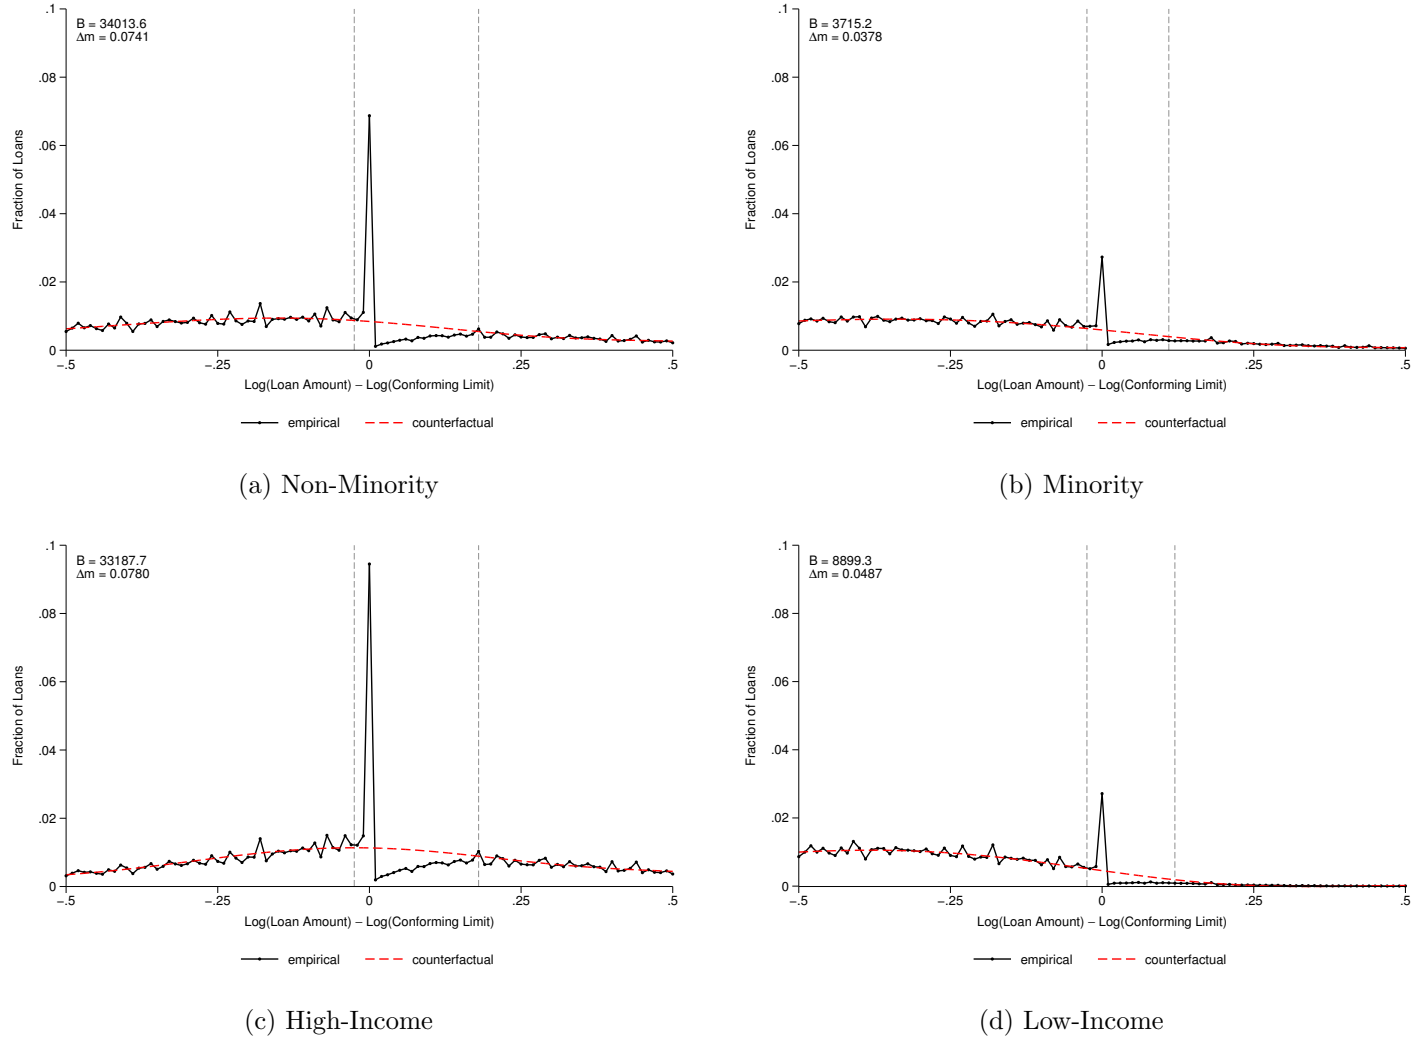 B = 34013.6
Δm = 0.0741
.1
.08
.06
.04
.02
0
Fraction of Loans
−.5
−.25
0
.25
.5
Log(Loan Amount) − Log(Conforming Limit)
empirical
counterfactual
(a) Non-Minority
B = 3715.2
Δm = 0.0378
.1
.08
.06
.04
.02
0
Fraction of Loans
−.5
−.25
0
.25
.5
Log(Loan Amount) − Log(Conforming Limit)
empirical
counterfactual
(b) Minority
B = 33187.7
Δm = 0.0780
.1
.08
.06
.04
.02
0
Fraction of Loans
−.5
−.25
0
.25
.5
Log(Loan Amount) − Log(Conforming Limit)
empirical
counterfactual
(c) High-Income
B = 8899.3
Δm = 0.0487
.1
.08
.06
.04
.02
0
Fraction of Loans
−.5
−.25
0
.25
.5
Log(Loan Amount) − Log(Conforming Limit)
empirical
counterfactual
(d) Low-Income